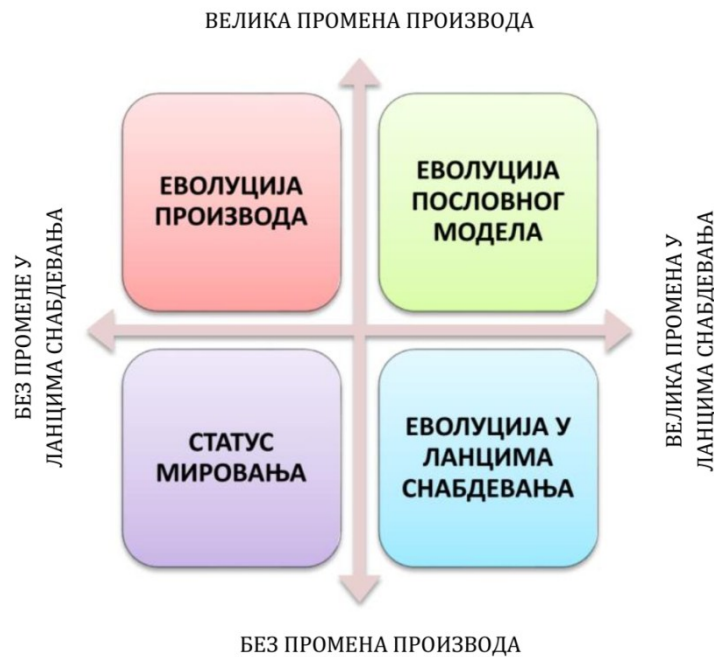 ВЕЛИКА ПРОМЕНА ПРОИЗВОДА
ЕВОЛУЦИЈА
ПРОИЗВОДА
ЕВОЛУЦИЈА
ПОСЛОВНОГ
МОДЕЛА
БЕЗ ПРОМЕНЕ У
ЛАНЦИМА СНАБДЕВАЊА
ВЕЛИКА ПРОМЕНА У
ЛАНЦИМА СНАБДЕВАЊА
СТАТУС
МИРОВАЊА
ЕВОЛУЦИЈА У
ЛАНЦИМА
СНАБДЕВАЊА
БЕЗ ПРОМЕНА ПРОИЗВОДА